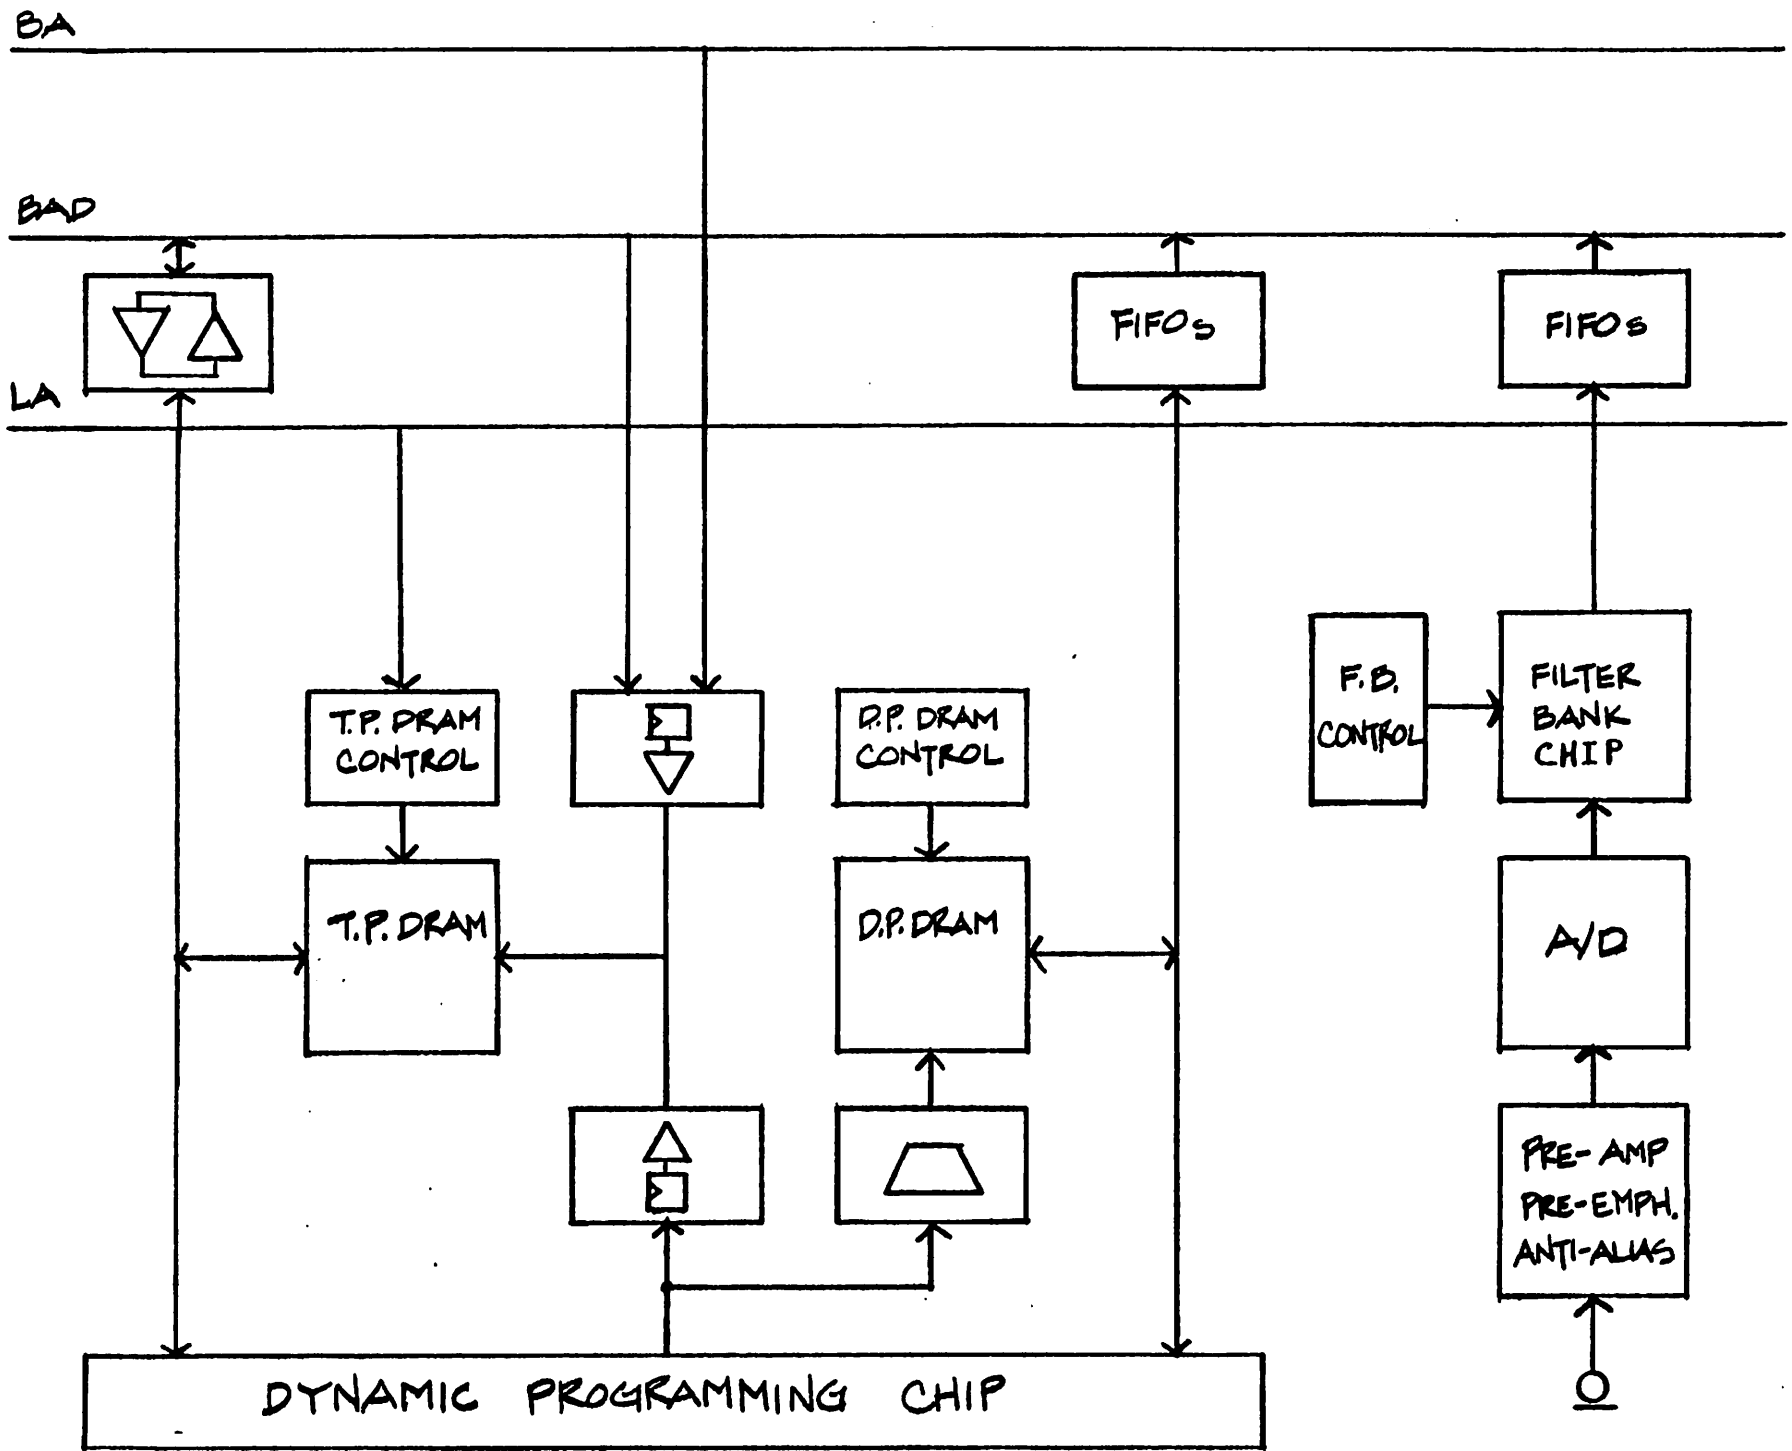 BA
BAD
LA
FIFOs
FIFOs
T.P. DRAM
CONTROL
D.P. DRAM
CONTROL
F.B.
CONTROL
FILTER
BANK
CHIP
T.P. DRAM
D.P. DRAM
A/D
PRE-AMP
PRE-EMPH.
ANTI-ALIAS
DYNAMIC PROGRAMMING CHIP